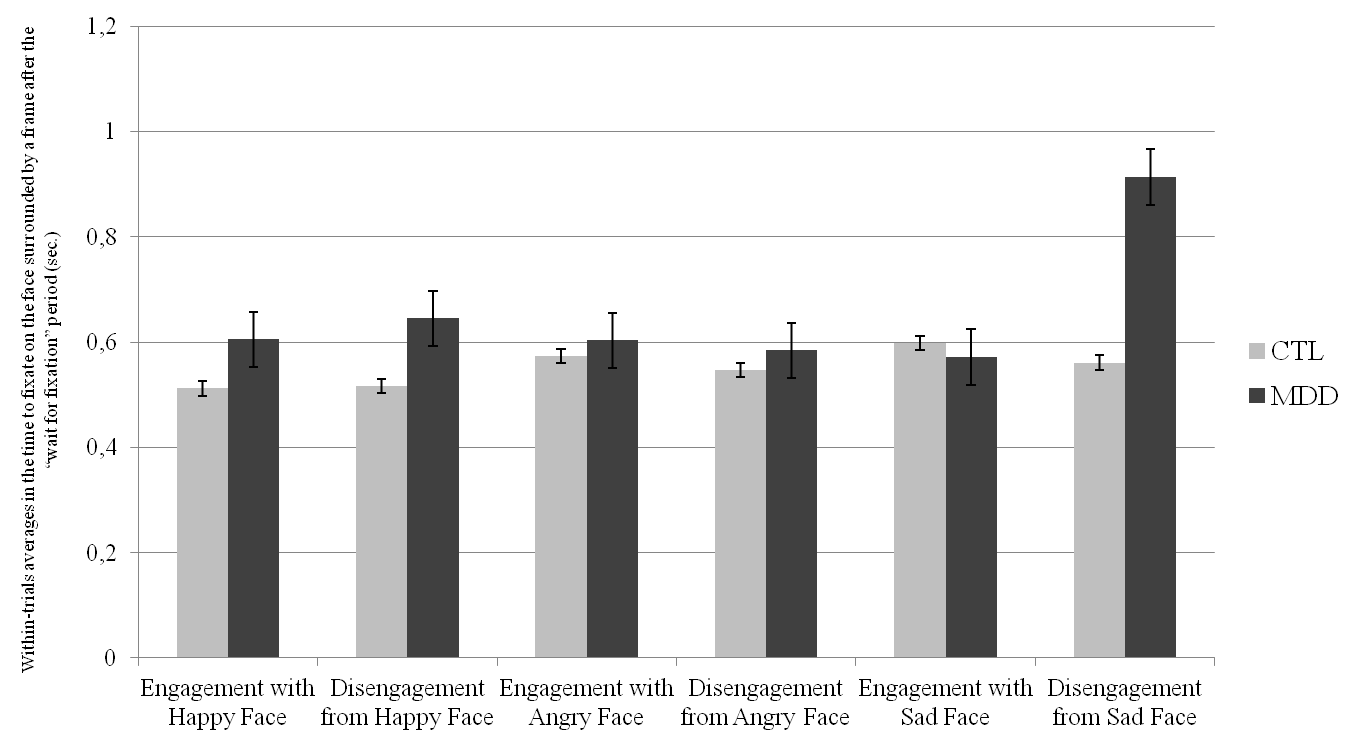 Within-trials averages in the time to fixate on the face surrounded by a frame after the
“wait for fixation” period (sec.)
1,2
1
0,8
0,6
0,4
0,2
0
Engagement with
Happy Face
Disengagement
from Happy Face
Engagement with
Angry Face
Disengagement
from Angry Face
Engagement with
Sad Face
Disengagement
from Sad Face
CTL
MDD